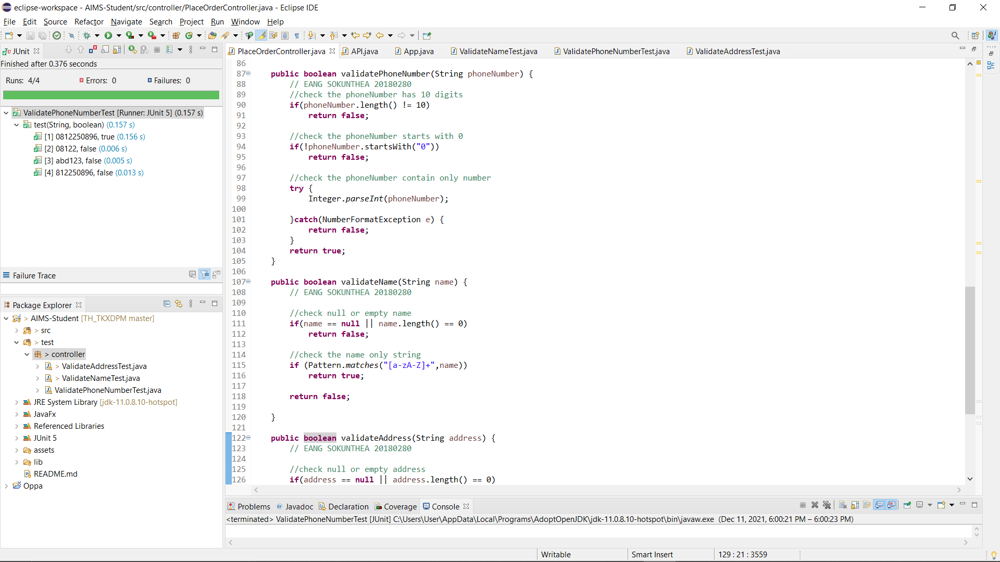 eclipse-workspace - AIMS-Student/src/controller/PlaceOrderController.java - Eclipse IDE
File Edit Source Refactor Navigate Search Project Run Window Help
JUnit
Finished after 0.376 seconds
Runs: 4/4 Errors: 0 Failures: 0
ValidatePhoneNumberTest [Runner: JUnit 5] (0.157 s)
test(String, boolean) (0.157 s)
[1] 0812250896, true (0.156 s)
[2] 08122, false (0.006 s)
[3] abd123, false (0.005 s)
[4] 812250896, false (0.013 s)
Failure Trace
Package Explorer
> AIMS-Student [TH_TKXDPM master]
> src
> test
> controller
> ValidateAddressTest.java
> ValidateNameTest.java
ValidatePhoneNumberTest.java
JRE System Library [jdk-11.0.8.10-hotspot]
JavaFx
Referenced Libraries
JUnit 5
assets
lib
README.md
Oppa
PlaceOrderController.java API.java App.java ValidateNameTest.java ValidatePhoneNumberTest.java ValidateAddressTest.java
86
87 public boolean validatePhoneNumber(String phoneNumber) {
88 // EANG SOKUNTHEA 20180280
89 //check the phoneNumber has 10 digits
90 if(phoneNumber.length() != 10)
91 return false;
92
93 //check the phoneNumber starts with 0
94 if(!phoneNumber.startsWith("0"))
95 return false;
96
97 //check the phoneNumber contain only number
98 try {
99 Integer.parseInt(phoneNumber);
100
101 }catch(NumberFormatException e) {
102 return false;
103 }
104 return true;
105 }
106
107 public boolean validateName(String name) {
108 // EANG SOKUNTHEA 20180280
109
110 //check null or empty name
111 if(name == null || name.length() == 0)
112 return false;
113
114 //check the name only string
115 if (Pattern.matches("[a-zA-Z]+",name))
116 return true;
117
118 return false;
119
120 }
121
122 public boolean validateAddress(String address) {
123 // EANG SOKUNTHEA 20180280
124
125 //check null or empty address
126 if(address == null || address.length() == 0)
Problems @ Javadoc Declaration Coverage Console
<terminated> ValidatePhoneNumberTest [JUnit] C:\Users\User\AppData\Local\Programs\AdoptOpenJDK\jdk-11.0.8.10-hotspot\bin\javaw.exe (Dec 11, 2021, 6:00:21 PM – 6:00:23 PM)
Writable Smart Insert 129 : 21 : 3559